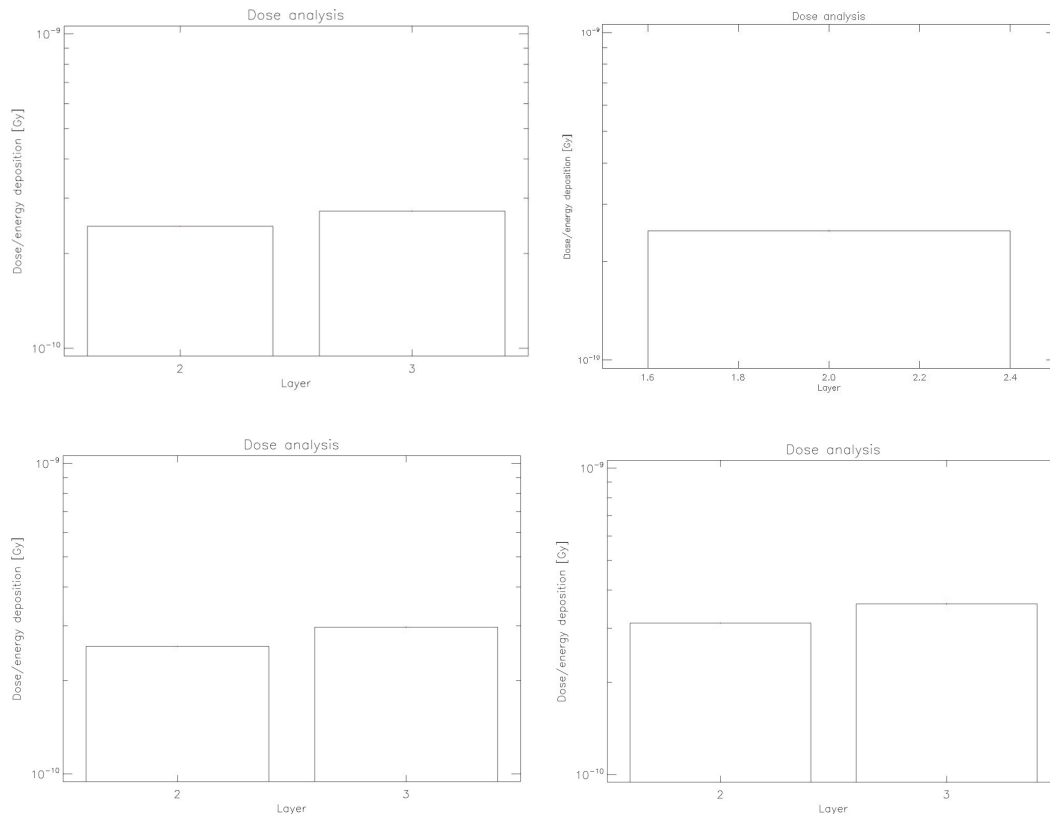 Dose analysis
10⁻⁹
Dose/energy deposition [Gy]
10⁻¹⁰
2 3
Layer
Dose analysis
10⁻⁹
Dose/energy deposition [Gy]
10⁻¹⁰
1.6 1.8 2.0 2.2 2.4
Layer
Dose analysis
10⁻⁹
Dose/energy deposition [Gy]
10⁻¹⁰
2 3
Layer
Dose analysis
10⁻⁹
Dose/energy deposition [Gy]
10⁻¹⁰
2 3
Layer